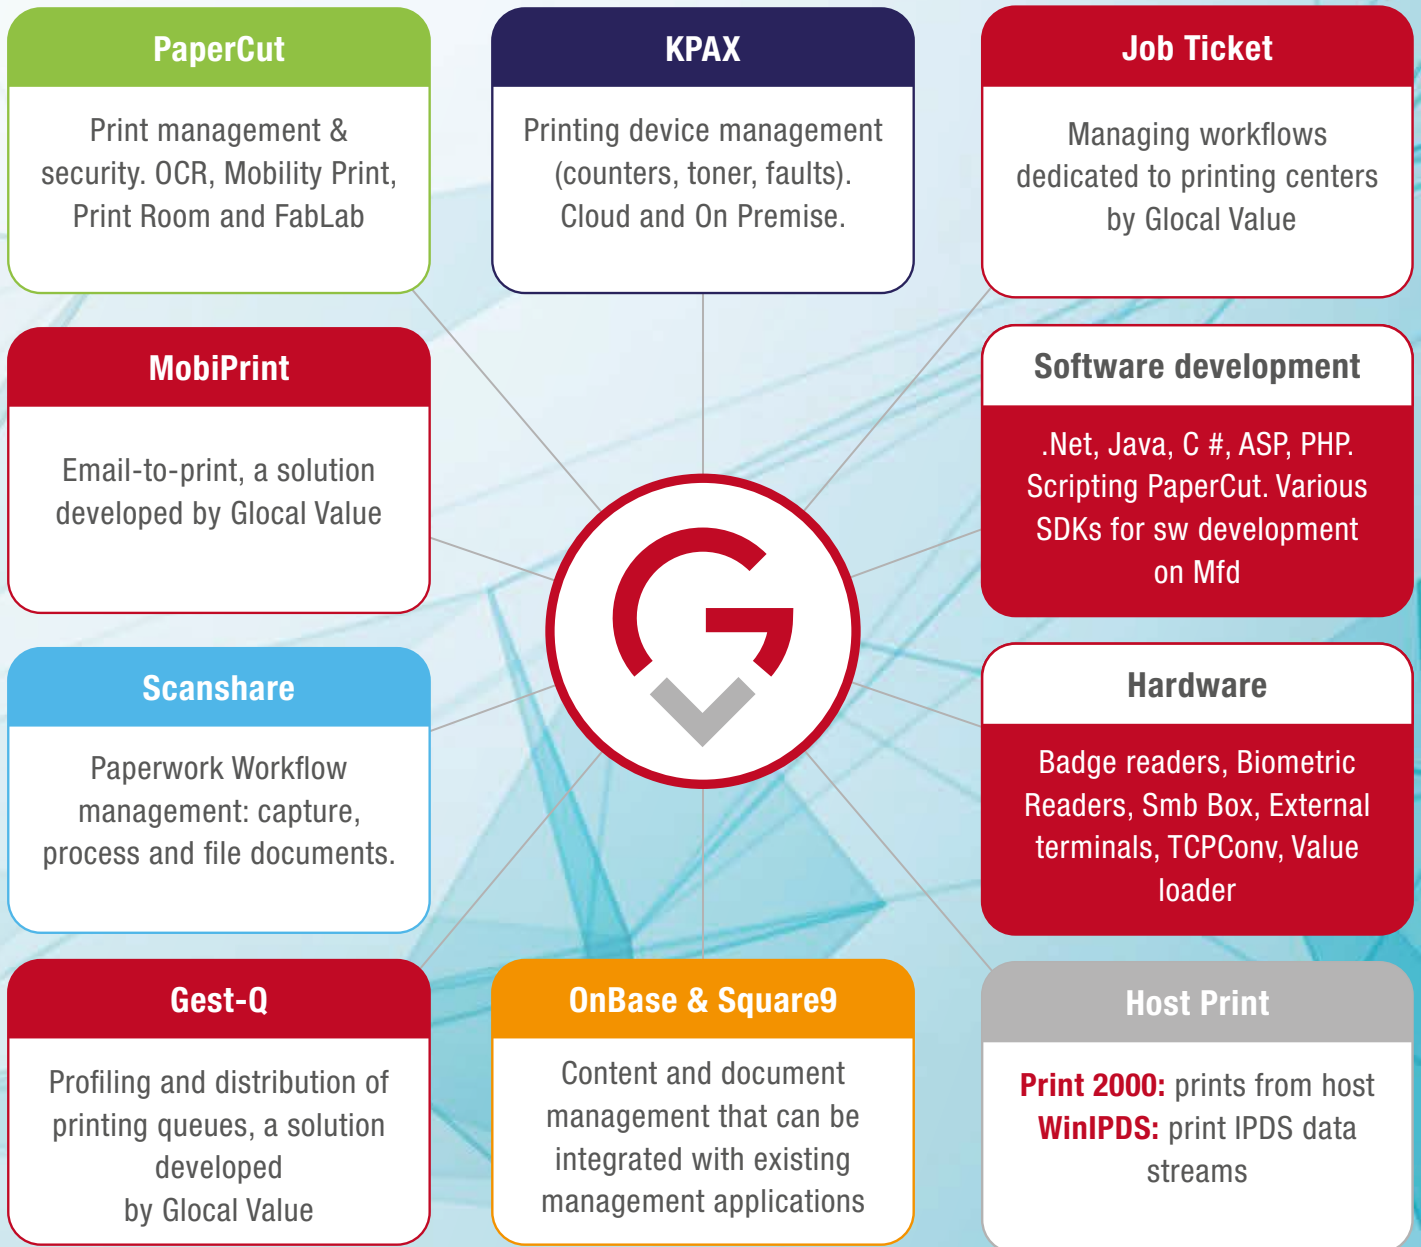 PaperCut
Print management &
security. OCR, Mobility Print,
Print Room and FabLab
KPAX
Printing device management
(counters, toner, faults).
Cloud and On Premise.
Job Ticket
Managing workflows
dedicated to printing centers
by Glocal Value
MobiPrint
Email-to-print, a solution
developed by Glocal Value
Software development
.Net, Java, C #, ASP, PHP.
Scripting PaperCut. Various
SDKs for sw development
on Mfd
Scanshare
Paperwork Workflow
management: capture,
process and file documents.
Hardware
Badge readers, Biometric
Readers, Smb Box, External
terminals, TCPConv, Value
loader
Gest-Q
Profiling and distribution of
printing queues, a solution
developed
by Glocal Value
OnBase & Square9
Content and document
management that can be
integrated with existing
management applications
Host Print
Print 2000: prints from host
WinIPDS: print IPDS data
streams